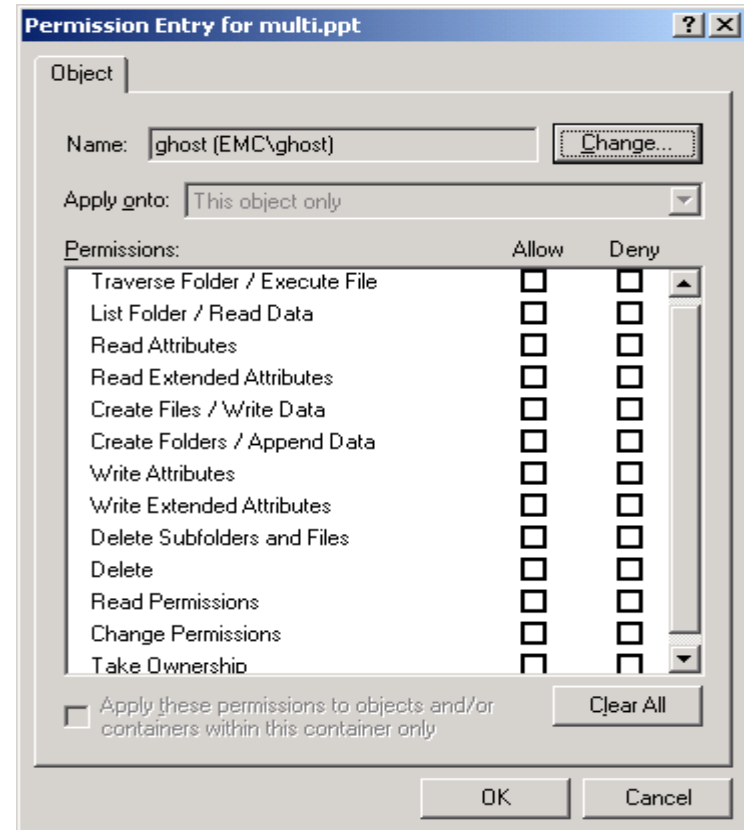 Permission Entry for multi.ppt
Object
Name: ghost (EMC\ghost) Change...
Apply onto: This object only
Permissions: Allow Deny
Traverse Folder / Execute File
List Folder / Read Data
Read Attributes
Read Extended Attributes
Create Files / Write Data
Create Folders / Append Data
Write Attributes
Write Extended Attributes
Delete Subfolders and Files
Delete
Read Permissions
Change Permissions
Take Ownership
Apply these permissions to objects and/or
containers within this container only
Clear All
OK Cancel